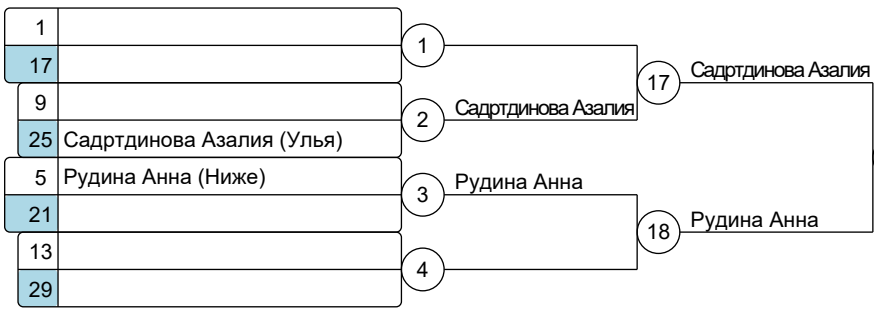 1
1
17
17 Садртдинова Азалия
9
2 Садртдинова Азалия
25 Садртдинова Азалия (Улья)
5 Рудина Анна (Ниже)
3 Рудина Анна
21
18 Рудина Анна
13
4
29